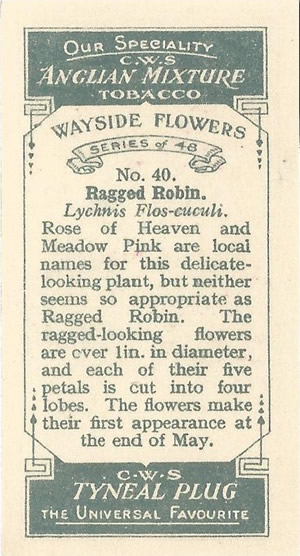 Our Speciality
C.W.S
Anglian Mixture
Tobacco
Wayside Flowers
Series of 48
No. 40.
Ragged Robin.
Lychnis Flos-cuculi.
Rose of Heaven and
Meadow Pink are local
names for this delicate-
looking plant, but neither
seems so appropriate as
Ragged Robin. The
ragged-looking flowers
are over 1in. in diameter,
and each of their five
petals is cut into four
lobes. The flowers make
their first appearance at
the end of May.
C.W.S
Tyneal Plug
The Universal Favourite